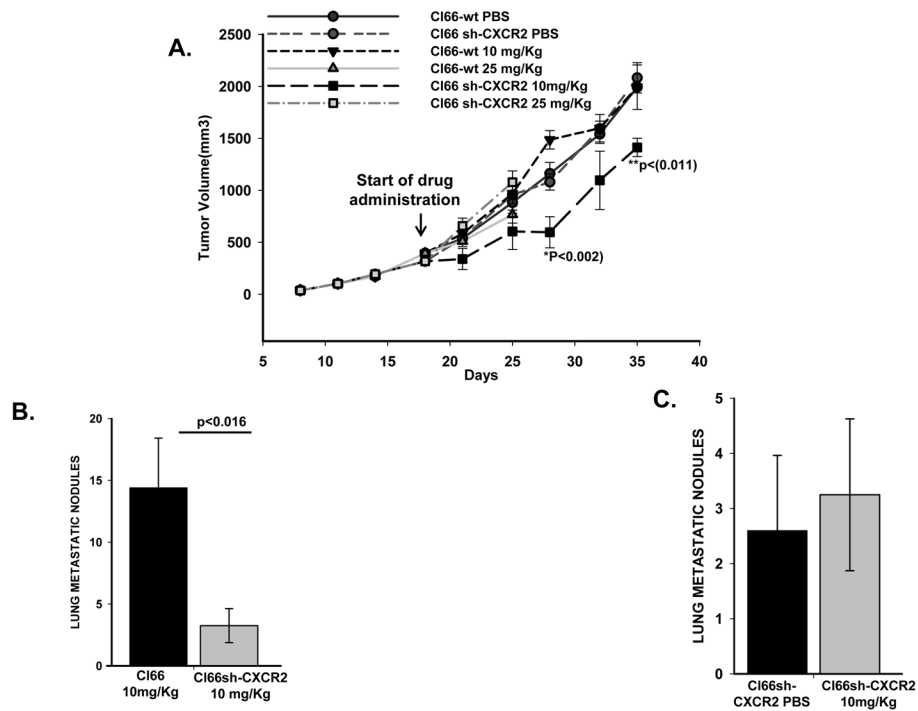 Cl66-wt PBS
Cl66 sh-CXCR2 PBS
Cl66-wt 10 mg/Kg
Cl66-wt 25 mg/Kg
Cl66 sh-CXCR2 10mg/Kg
Cl66 sh-CXCR2 25 mg/Kg
A.
2500
2000
1500
1000
500
0
Tumor Volume(mm3)
Start of drug
administration
**p<(0.011)
*P<0.002)
5 10 15 20 25 30 35 40
Days
B.
p<0.016
20
15
10
5
0
LUNG METASTATIC NODULES
Cl66 Cl66sh-CXCR2
10mg/Kg 10 mg/Kg
C.
5
4
3
2
1
0
LUNG METASTATIC NODULES
Cl66sh- Cl66sh-CXCR2
CXCR2 PBS 10mg/Kg